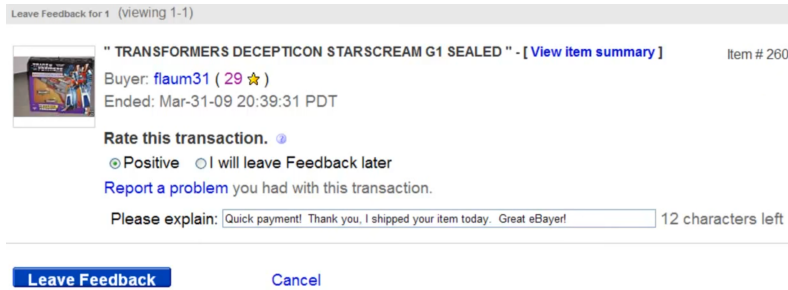 Leave Feedback for 1 (viewing 1-1)
" TRANSFORMERS DECEPTICON STARSCREAM G1 SEALED " - [ View item summary ]
Item # 260
Buyer: flaum31 ( 29 )
Ended: Mar-31-09 20:39:31 PDT
Rate this transaction.
Positive I will leave Feedback later
Report a problem you had with this transaction.
Please explain: Quick payment! Thank you, I shipped your item today. Great eBayer! 12 characters left
Leave Feedback Cancel